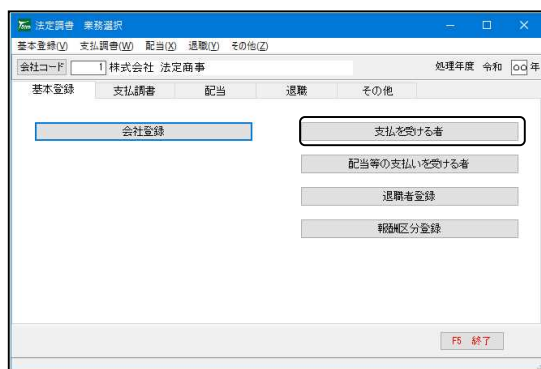 法定調書 業務選択
基本登録(V) 支払調書(W) 配当(X) 退職(Y) その他(Z)
会社コード 1 株式会社 法定商事 処理年度 令和 ○○ 年
基本登録 支払調書 配当 退職 その他
会社登録 支払を受ける者
配当等の支払いを受ける者
退職者登録
報酬区分登録
F5 終了